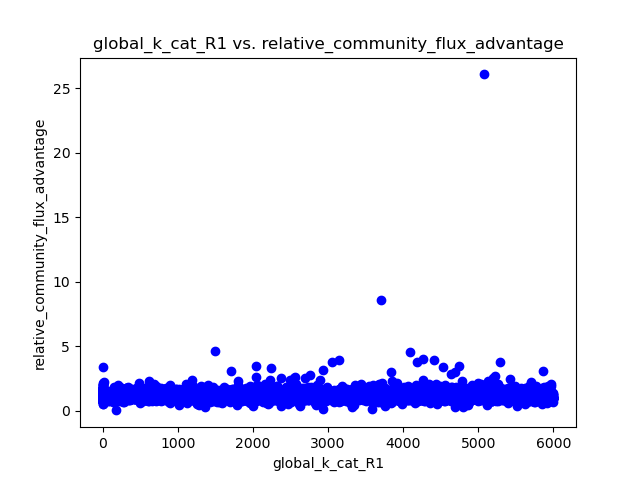 global_k_cat_R1 vs. relative_community_flux_advantage
relative_community_flux_advantage
25
20
15
10
5
0
0 1000 2000 3000 4000 5000 6000
global_k_cat_R1